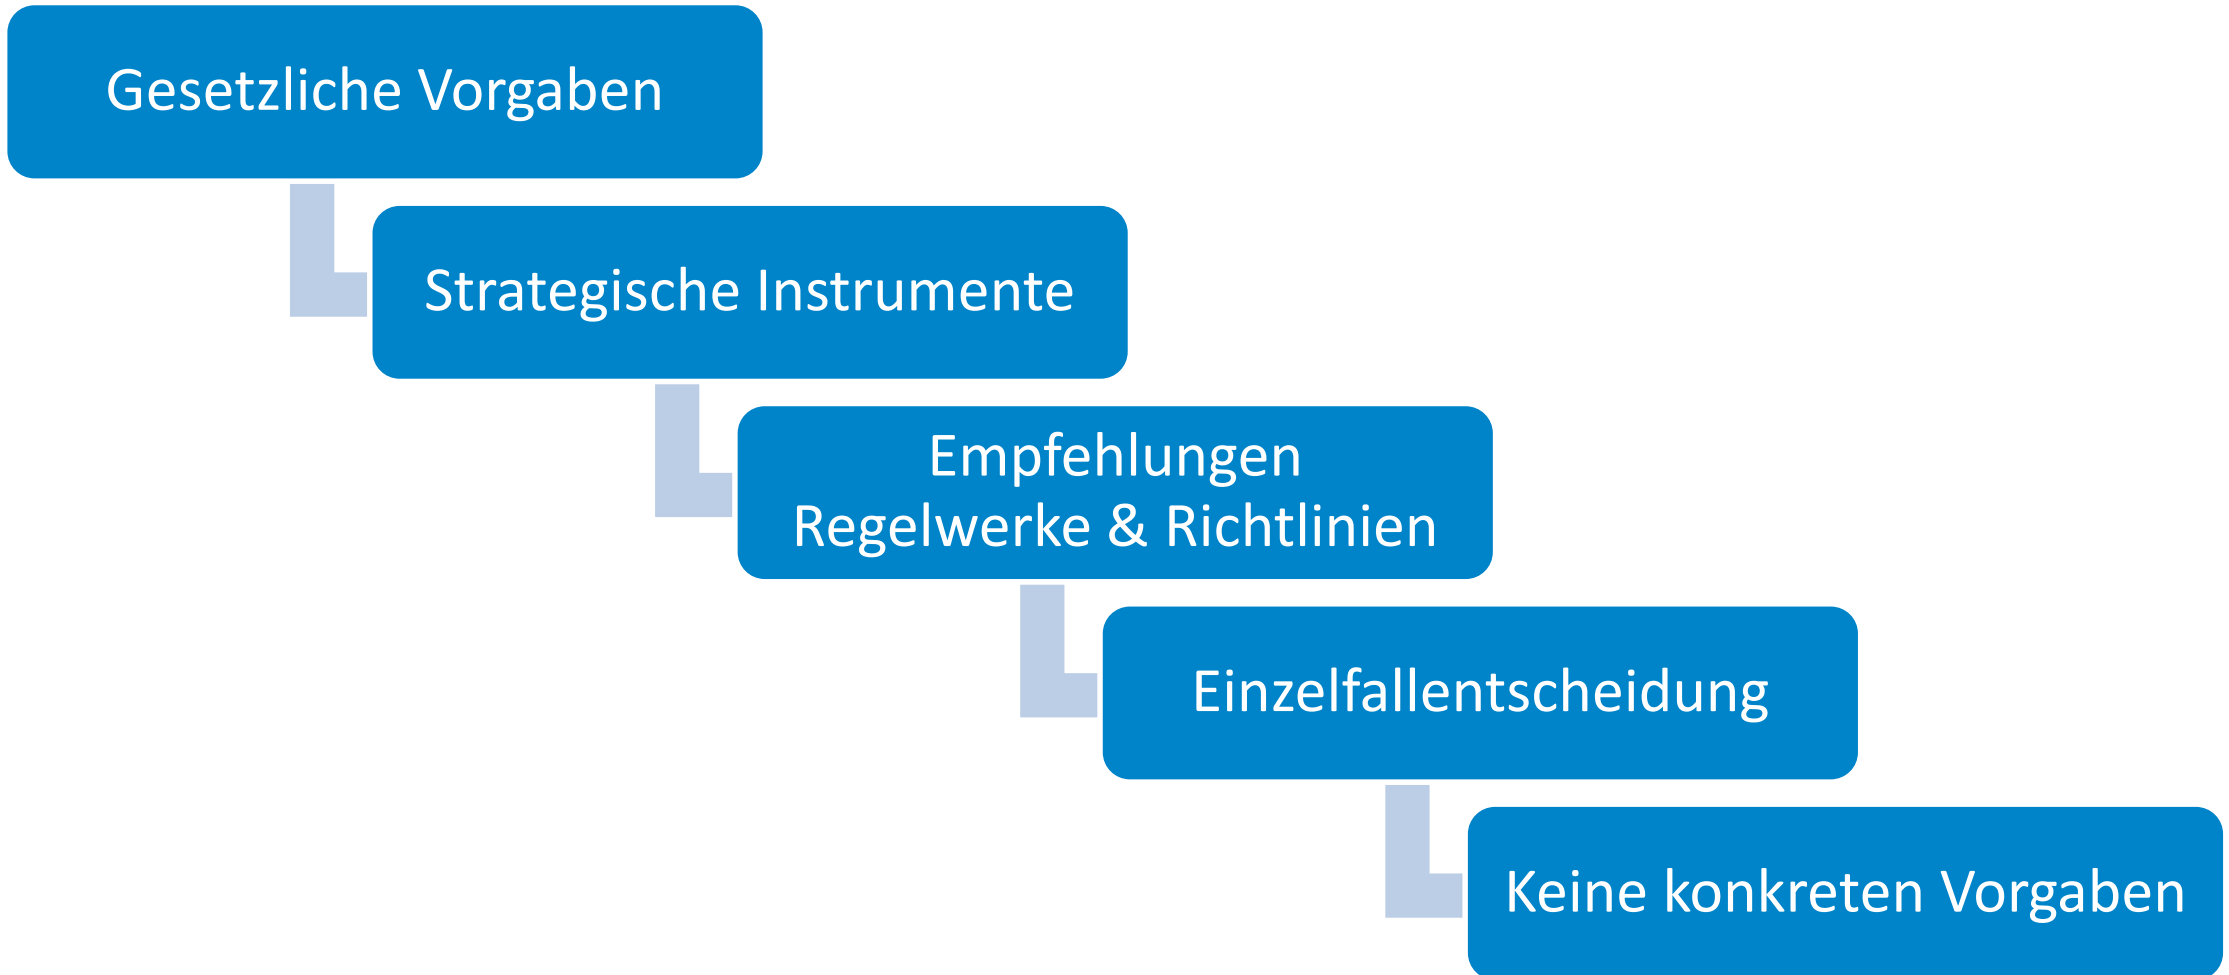 Gesetzliche Vorgaben
Strategische Instrumente
Empfehlungen
Regelwerke & Richtlinien
Einzelfallentscheidung
Keine konkreten Vorgaben